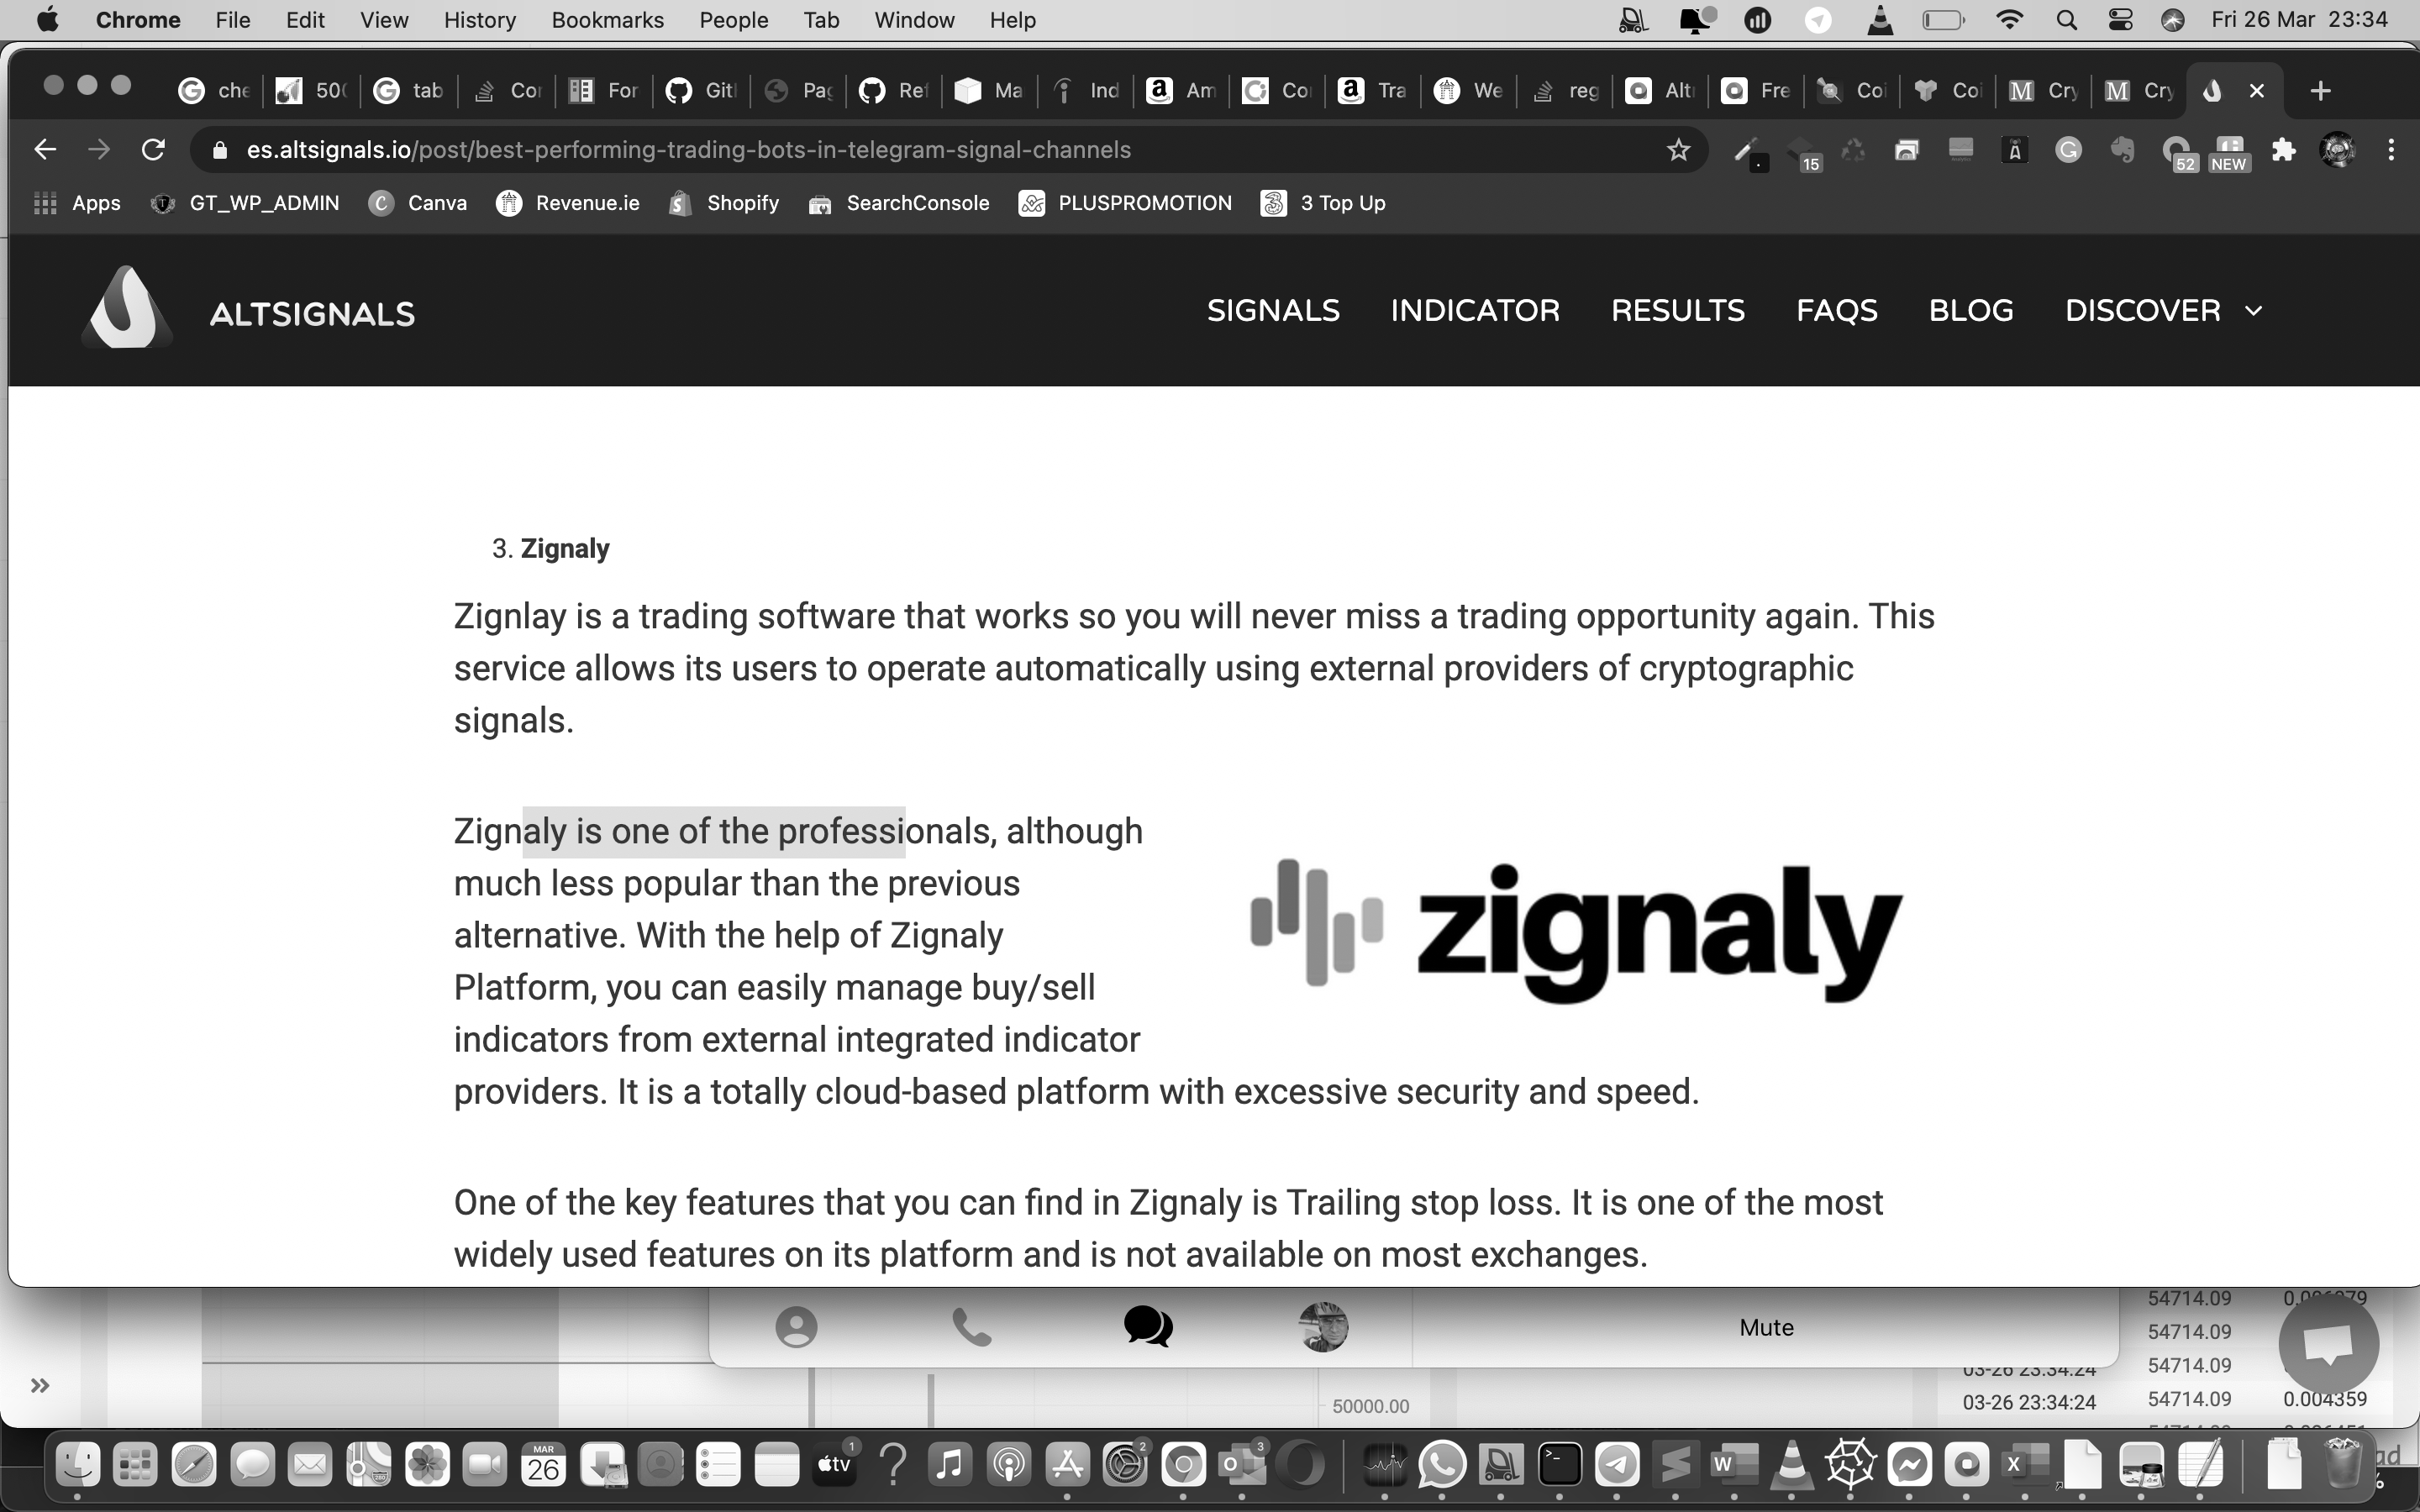 Chrome File Edit View History Bookmarks People Tab Window Help Fri 26 Mar 23:34
che 50 tab Cor For Git Pag Ref Ma Ind Am Co Tra We reg Alt Fre Coi Coi Cry Cry
es.altsignals.io/post/best-performing-trading-bots-in-telegram-signal-channels
15 52 NEW
Apps GT_WP_ADMIN Canva Revenue.ie Shopify SearchConsole PLUSPROMOTION 3 Top Up
ALTSIGNALS SIGNALS INDICATOR RESULTS FAQS BLOG DISCOVER
3. Zignaly
Zignlay is a trading software that works so you will never miss a trading opportunity again. This
service allows its users to operate automatically using external providers of cryptographic
signals.
Zignaly is one of the professionals, although
much less popular than the previous
alternative. With the help of Zignaly
Platform, you can easily manage buy/sell
indicators from external integrated indicator
providers. It is a totally cloud-based platform with excessive security and speed.
zignaly
One of the key features that you can find in Zignaly is Trailing stop loss. It is one of the most
widely used features on its platform and is not available on most exchanges.
54714.09
Mute
54714.09
03-26 23:34:24 54714.09
50000.00
03-26 23:34:24 54714.09 0.004359
MAR
26
tv
1
2
3